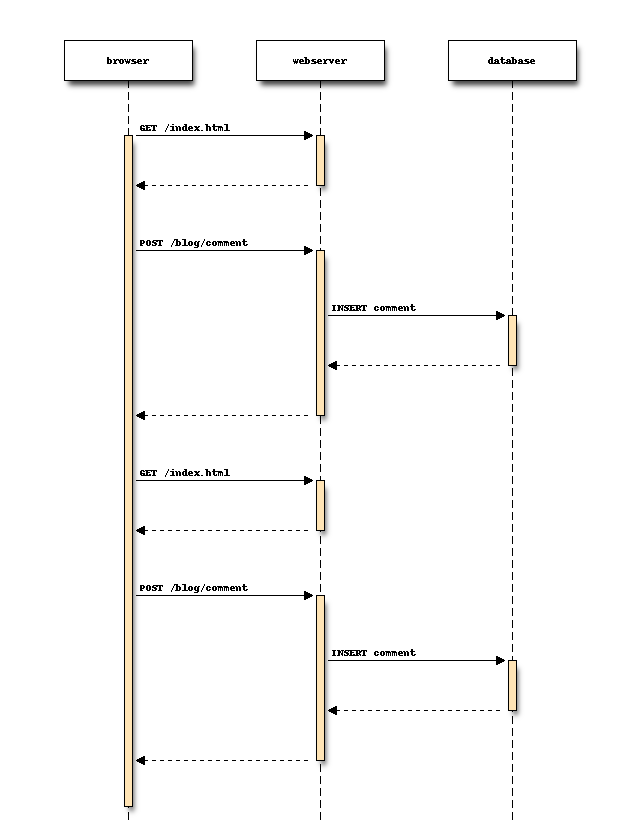 browser
webserver
database
GET /index.html
POST /blog/comment
INSERT comment
GET /index.html
POST /blog/comment
INSERT comment